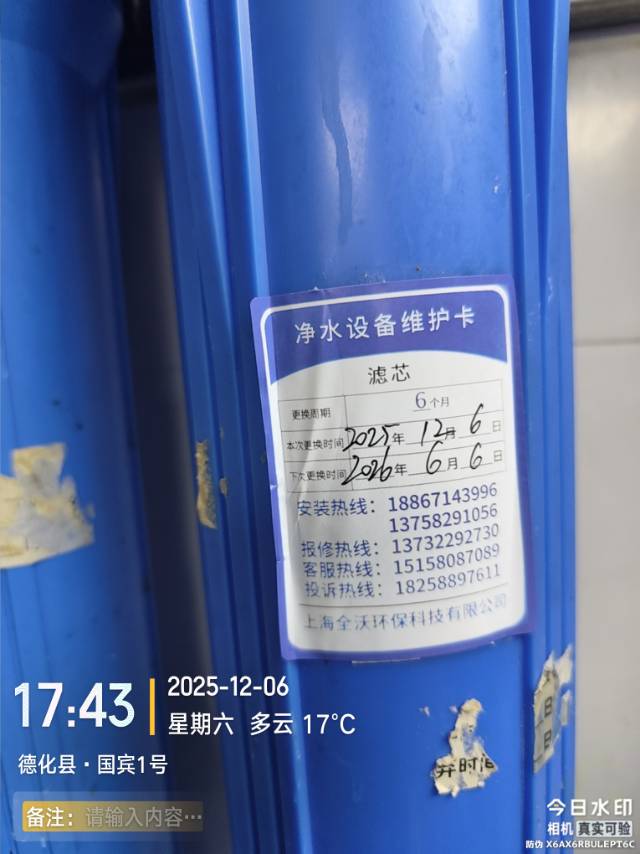 净水设备维护卡
滤芯
更换周期 6个月
本次更换时间 2025年 12月 6日
下次更换时间 2026年 6月 6日
安装热线：18867143996
13758291056
报修热线：13732292730
客服热线：15158087089
投诉热线：18258897611
上海全沃环保科技有限公司
弃时间
日
日
17:43
2025-12-06
星期六 多云 17°C
德化县·国宾1号
备注：请输入内容…
今日水印
相机 真实可验
防伪 X6AX6RBULEPT6C